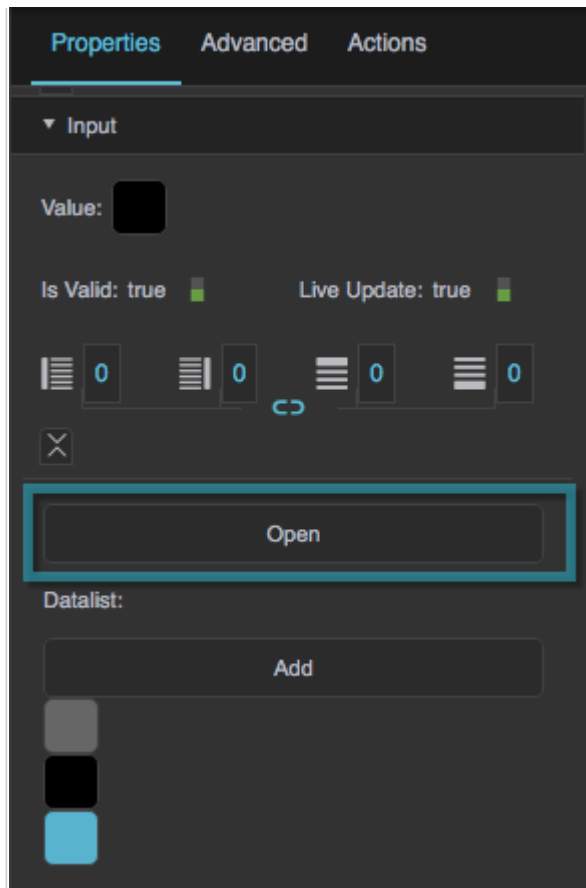 Properties Advanced Actions
Input
Value:
Is Valid: true Live Update: true
0 0 0 0
Open
Datalist:
Add